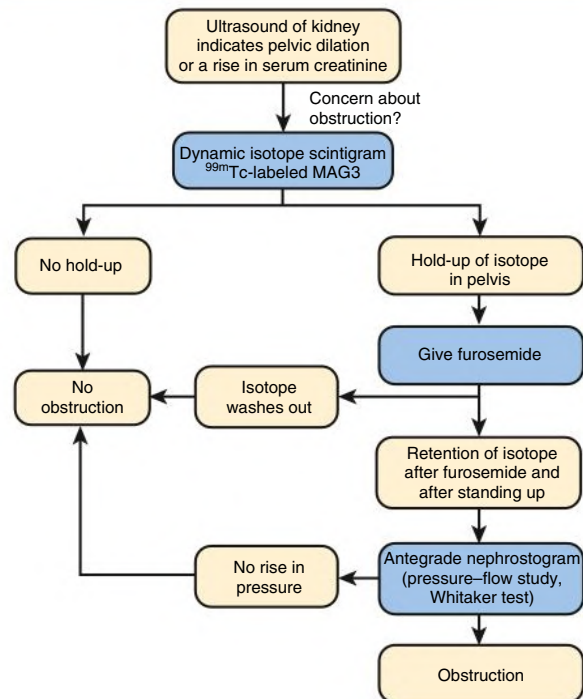 Ultrasound of kidney
indicates pelvic dilation
or a rise in serum creatinine
Concern about
obstruction?
Dynamic isotope scintigram
99mTc-labeled MAG3
No hold-up
Hold-up of isotope
in pelvis
Give furosemide
No
obstruction
Isotope
washes out
Retention of isotope
after furosemide and
after standing up
No rise in
pressure
Antegrade nephrostogram
(pressure–flow study,
Whitaker test)
Obstruction